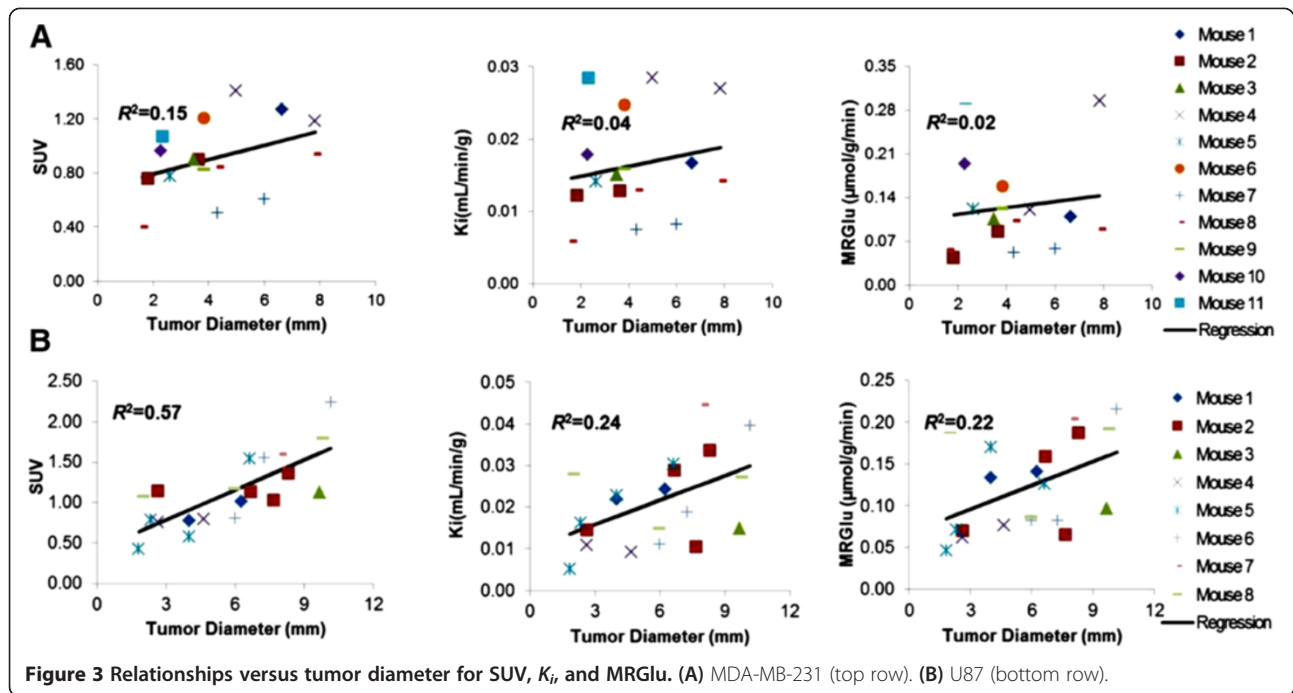 A
SUV
1.60
1.20
0.80
0.40
0.00
R²=0.15
0 2 4 6 8 10
Tumor Diameter (mm)
Ki(mL/min/g)
0.03
0.02
0.01
0.00
R²=0.04
0 2 4 6 8 10
Tumor Diameter (mm)
MRGlu (µmol/g/min)
0.35
0.28
0.21
0.14
0.07
0.00
R²=0.02
0 2 4 6 8 10
Tumor Diameter (mm)
Mouse 1
Mouse 2
Mouse 3
Mouse 4
Mouse 5
Mouse 6
Mouse 7
Mouse 8
Mouse 9
Mouse 10
Mouse 11
Regression
B
SUV
2.50
2.00
1.50
1.00
0.50
0.00
R²=0.57
0 3 6 9 12
Tumor Diameter (mm)
Ki(mL/min/g)
0.05
0.04
0.03
0.02
0.01
0.00
R²=0.24
0 3 6 9 12
Tumor Diameter (mm)
MRGlu (µmol/g/min)
0.25
0.20
0.15
0.10
0.05
0.00
R²=0.22
0 3 6 9 12
Tumor Diameter (mm)
Mouse 1
Mouse 2
Mouse 3
Mouse 4
Mouse 5
Mouse 6
Mouse 7
Mouse 8
Regression
Figure 3 Relationships versus tumor diameter for SUV, Ki, and MRGlu. (A) MDA-MB-231 (top row). (B) U87 (bottom row).